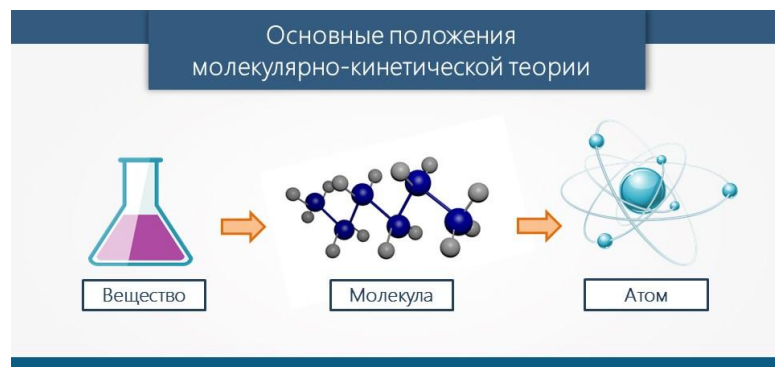 Основные положения
молекулярно-кинетической теории
Вещество
Молекула
Атом